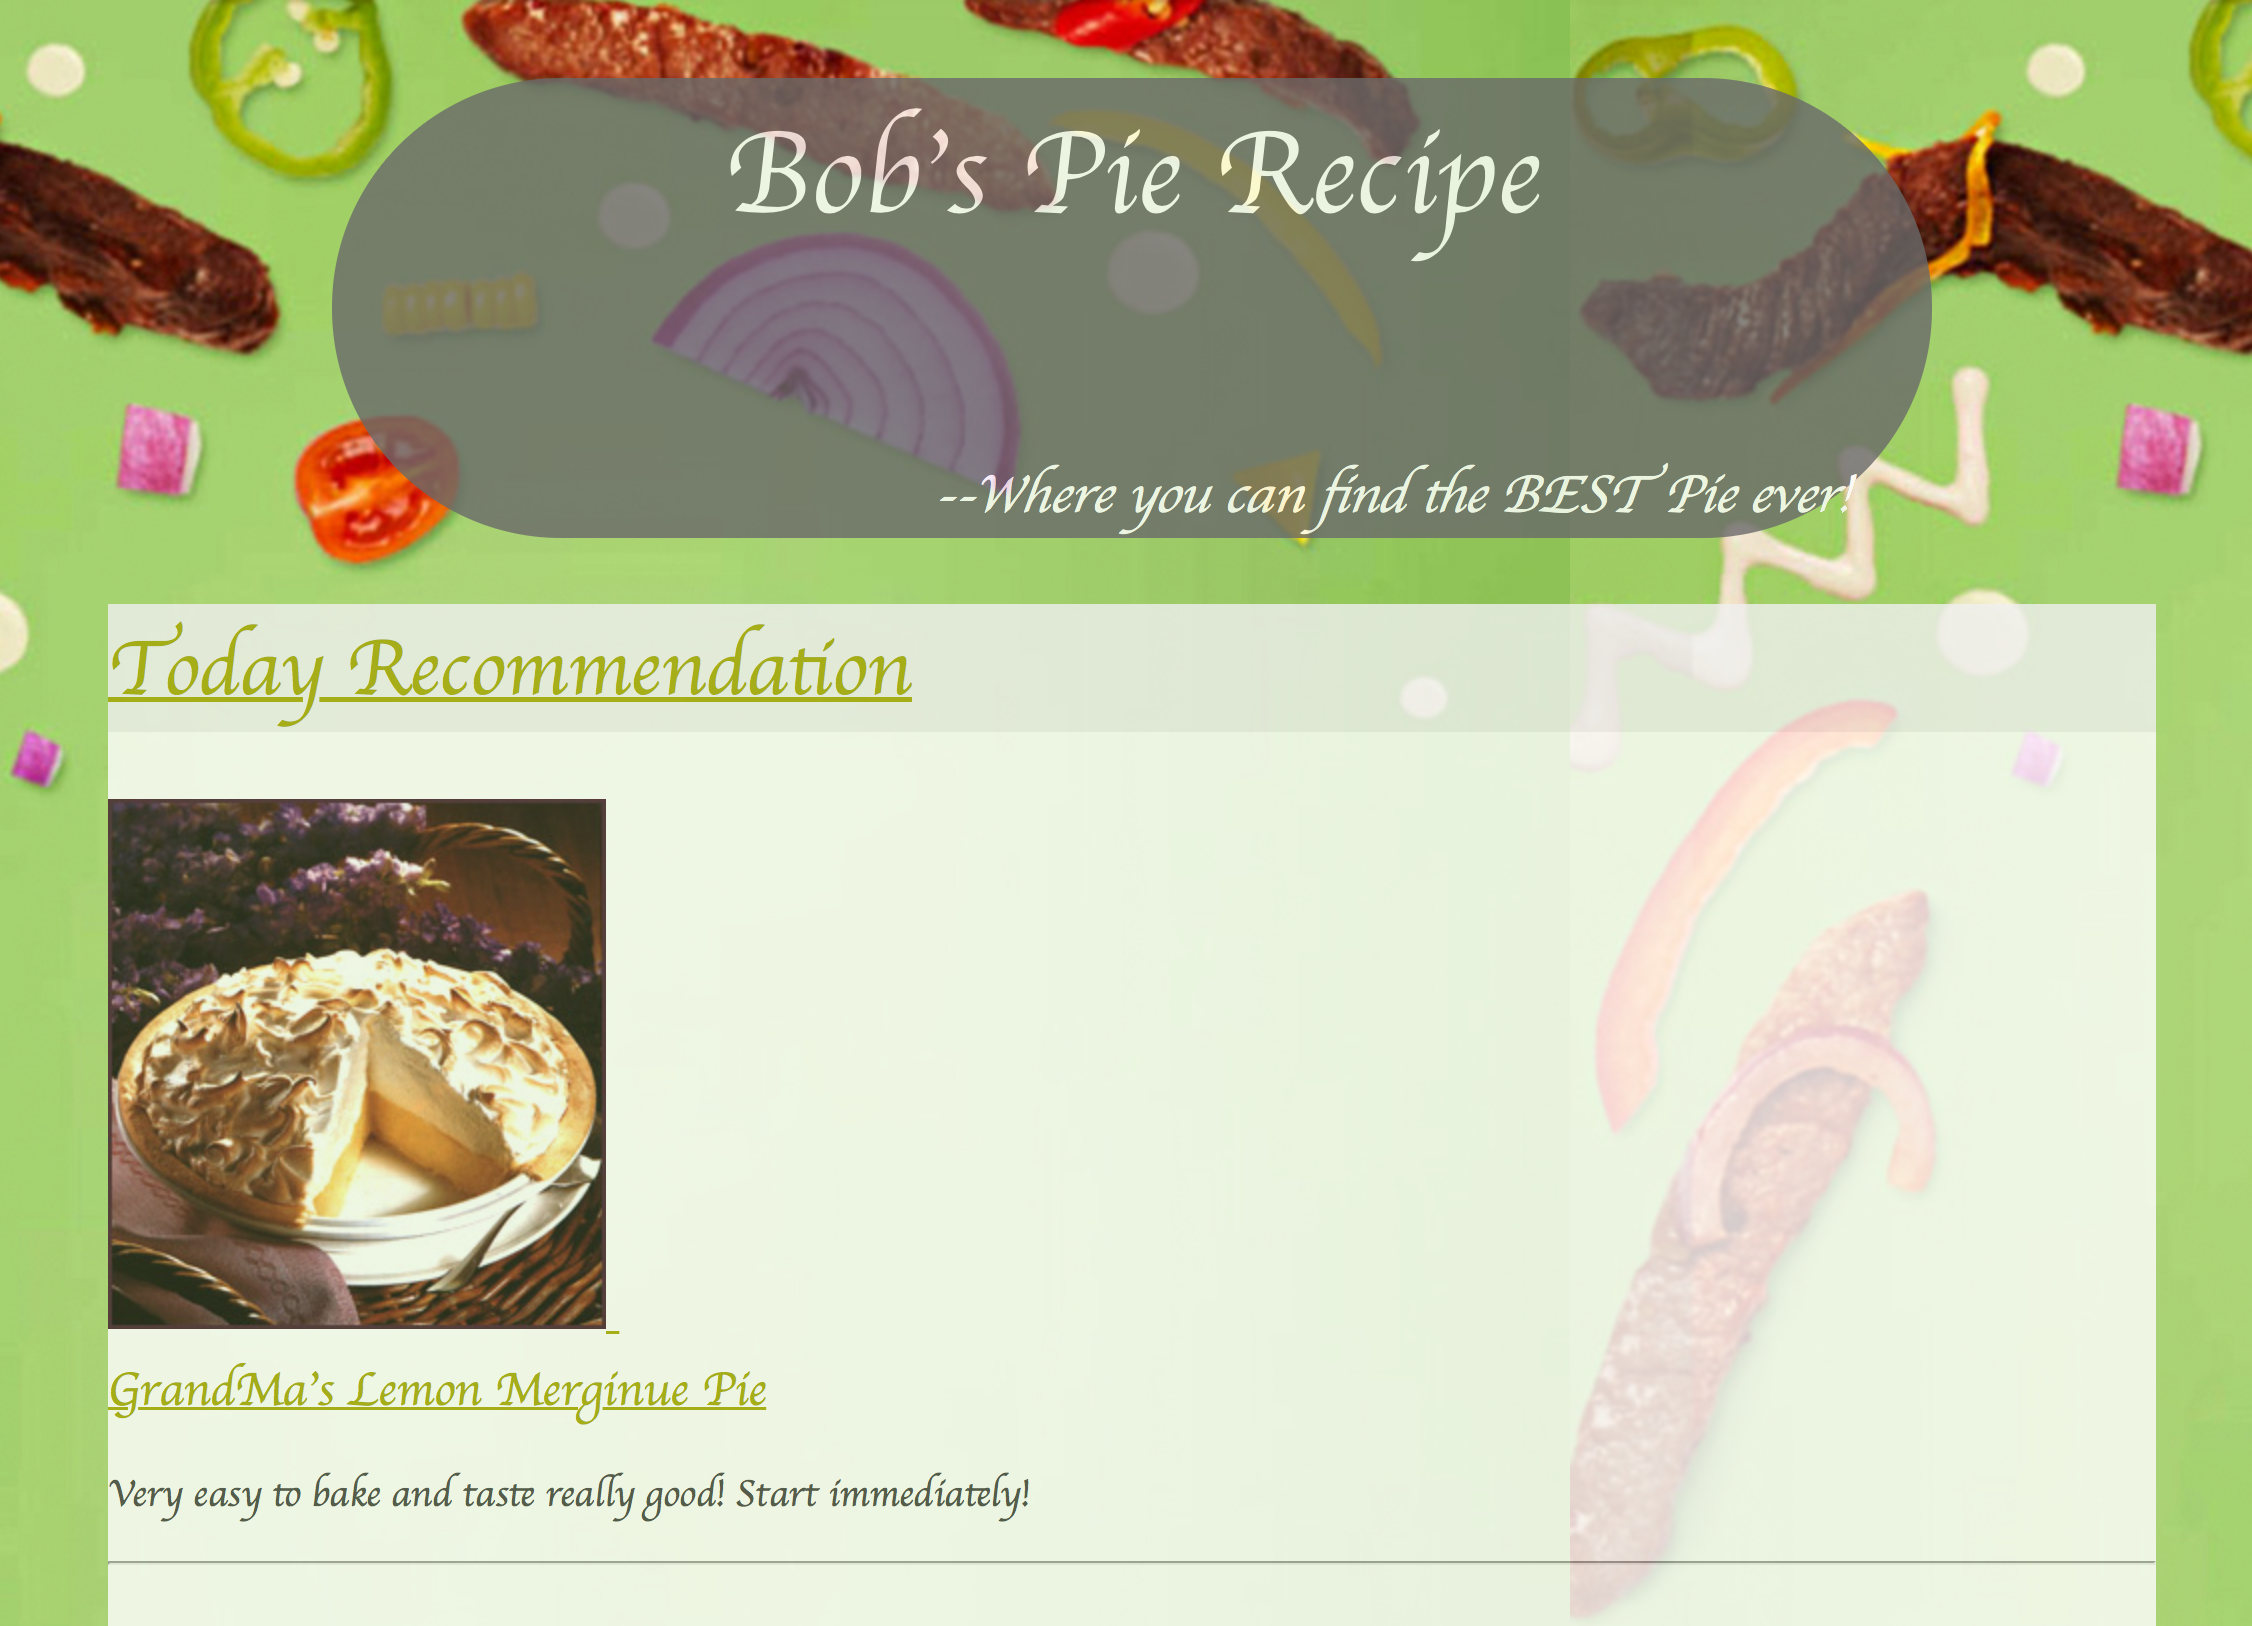 Bob's Pie Recipe
--Where you can find the BEST Pie ever!
Today Recommendation
GrandMa's Lemon Merginue Pie
Very easy to bake and taste really good! Start immediately!